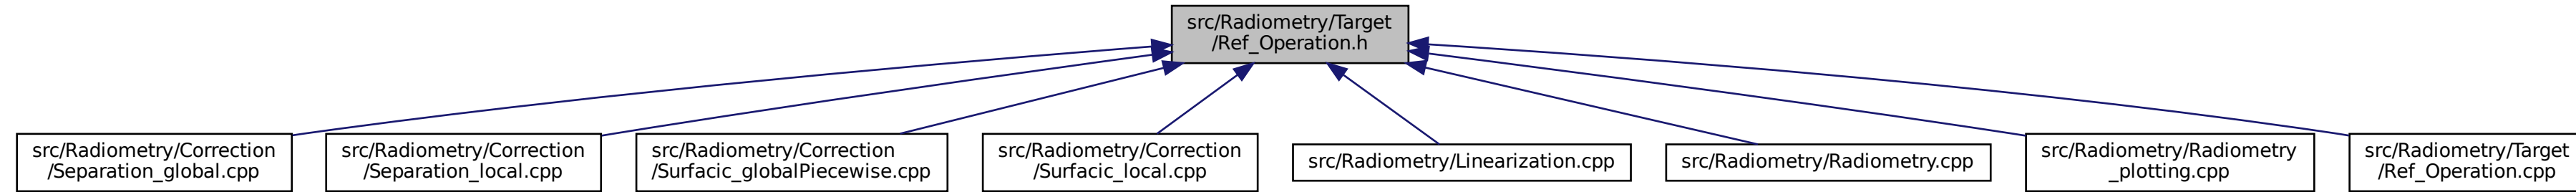 src/Radiometry/Target
/Ref_Operation.h
src/Radiometry/Correction
/Separation_global.cpp
src/Radiometry/Correction
/Separation_local.cpp
src/Radiometry/Correction
/Surfacic_globalPiecewise.cpp
src/Radiometry/Correction
/Surfacic_local.cpp
src/Radiometry/Linearization.cpp
src/Radiometry/Radiometry.cpp
src/Radiometry/Radiometry
_plotting.cpp
src/Radiometry/Target
/Ref_Operation.cpp